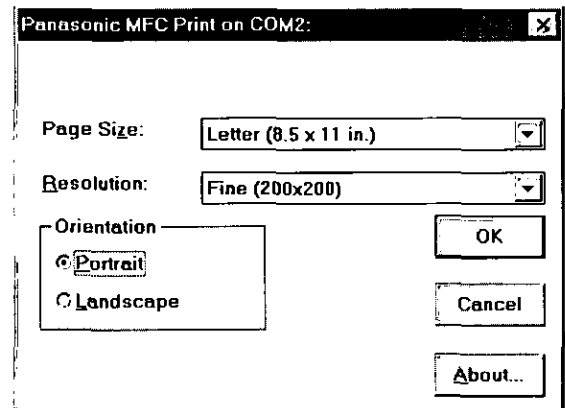 Panasonic MFC Print on COM2:
Page Size:
Letter (8.5 x 11 in.)
Resolution:
Fine (200x200)
Orientation
Portrait
Landscape
OK
Cancel
About...